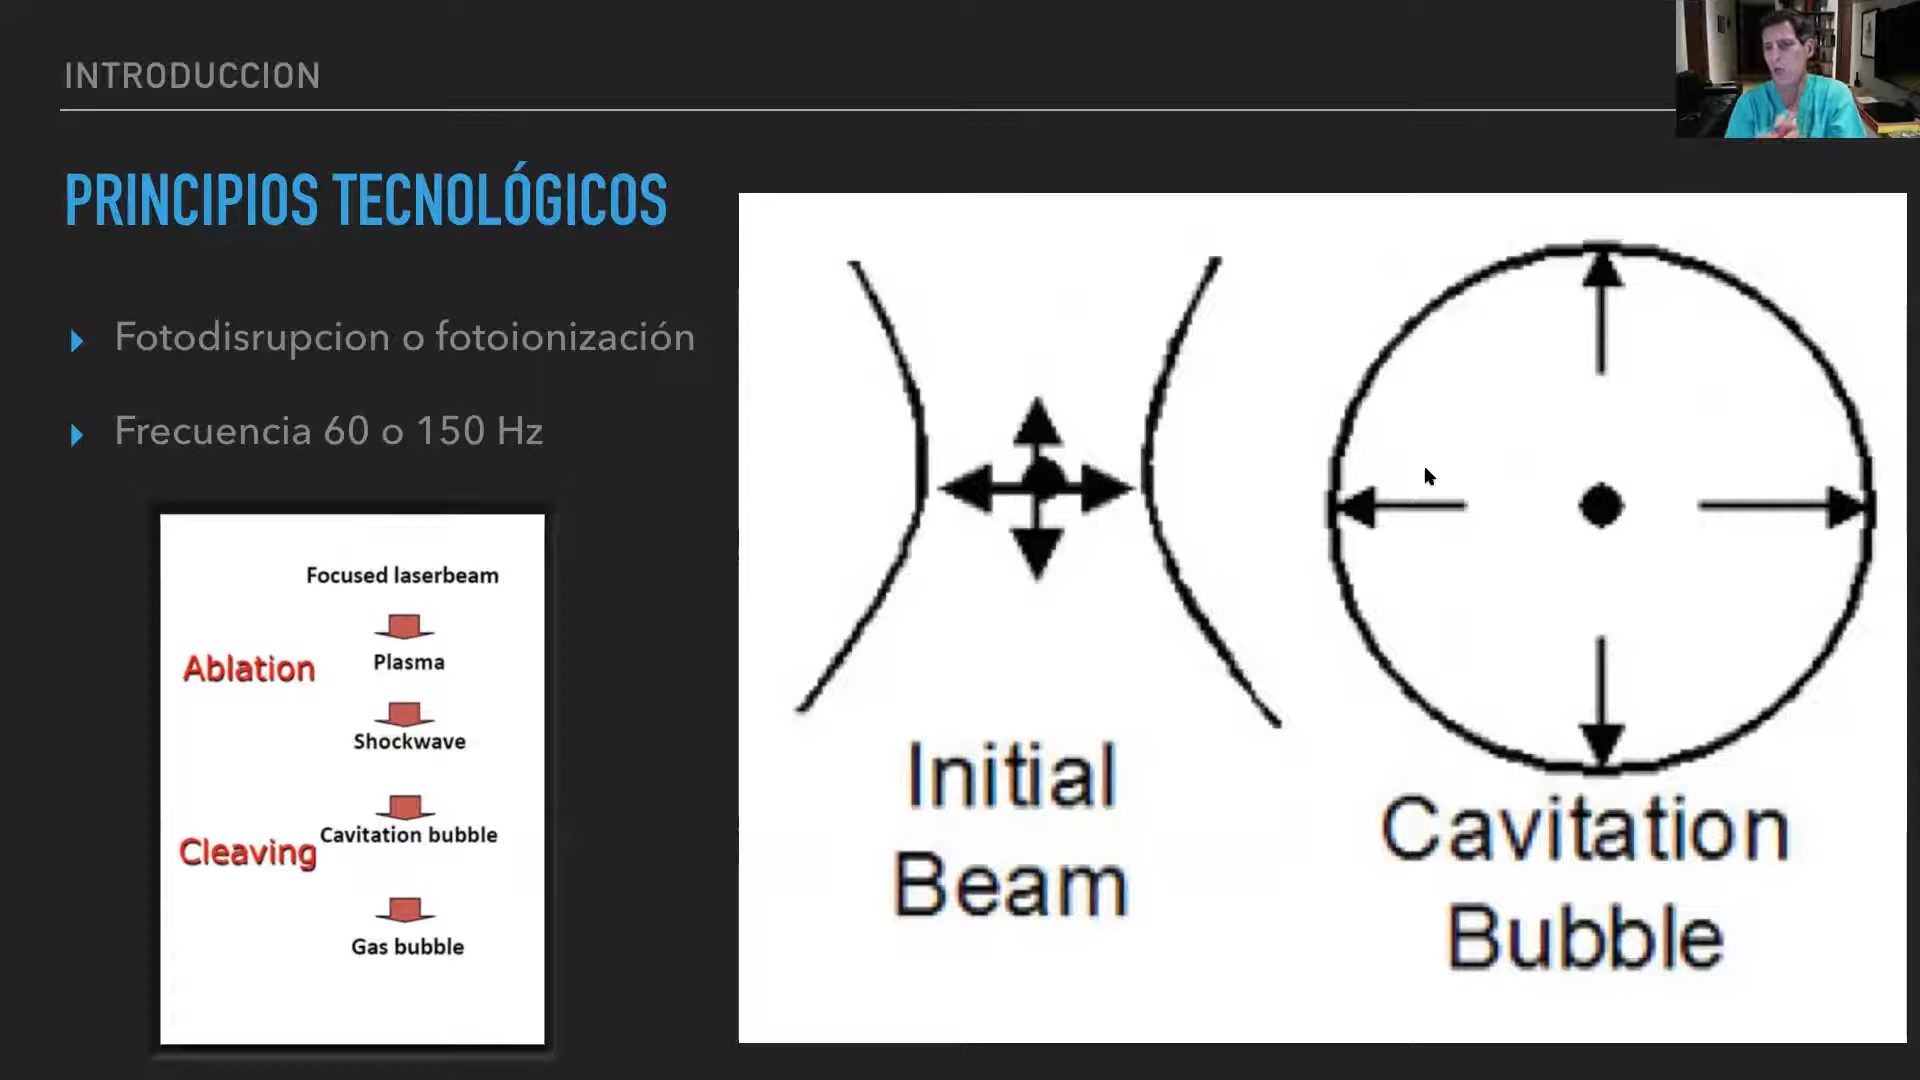 INTRODUCCION
PRINCIPIOS TECNOLÓGICOS
Fotodisrupcion o fotoionización
Frecuencia 60 o 150 Hz
Focused laserbeam
Ablation
Plasma
Shockwave
Cleaving
Cavitation bubble
Gas bubble
Initial
Beam
Cavitation
Bubble